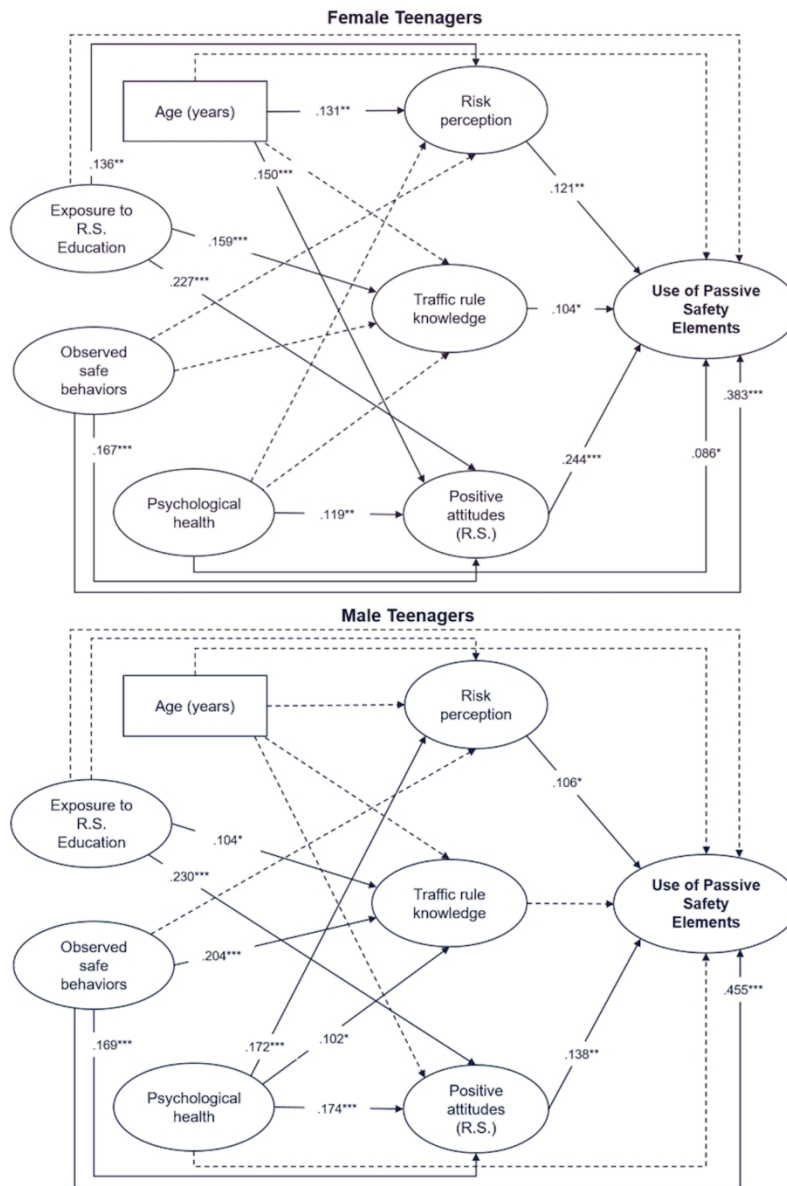 Female Teenagers
Age (years)
.131**
Risk
perception
.136**
.150***
.121**
Exposure to
R.S.
Education
.159***
.227***
Traffic rule
knowledge
.104*
Use of Passive
Safety
Elements
Observed
safe
behaviors
.383***
.167***
.244***
.086*
Psychological
health
.119**
Positive
attitudes
(R.S.)
Male Teenagers
Age (years)
Risk
perception
.106*
Exposure to
R.S.
Education
.104*
.230***
Traffic rule
knowledge
Use of Passive
Safety
Elements
Observed
safe
behaviors
.204***
.455***
.169***
.172***
.102*
.138**
Psychological
health
.174***
Positive
attitudes
(R.S.)